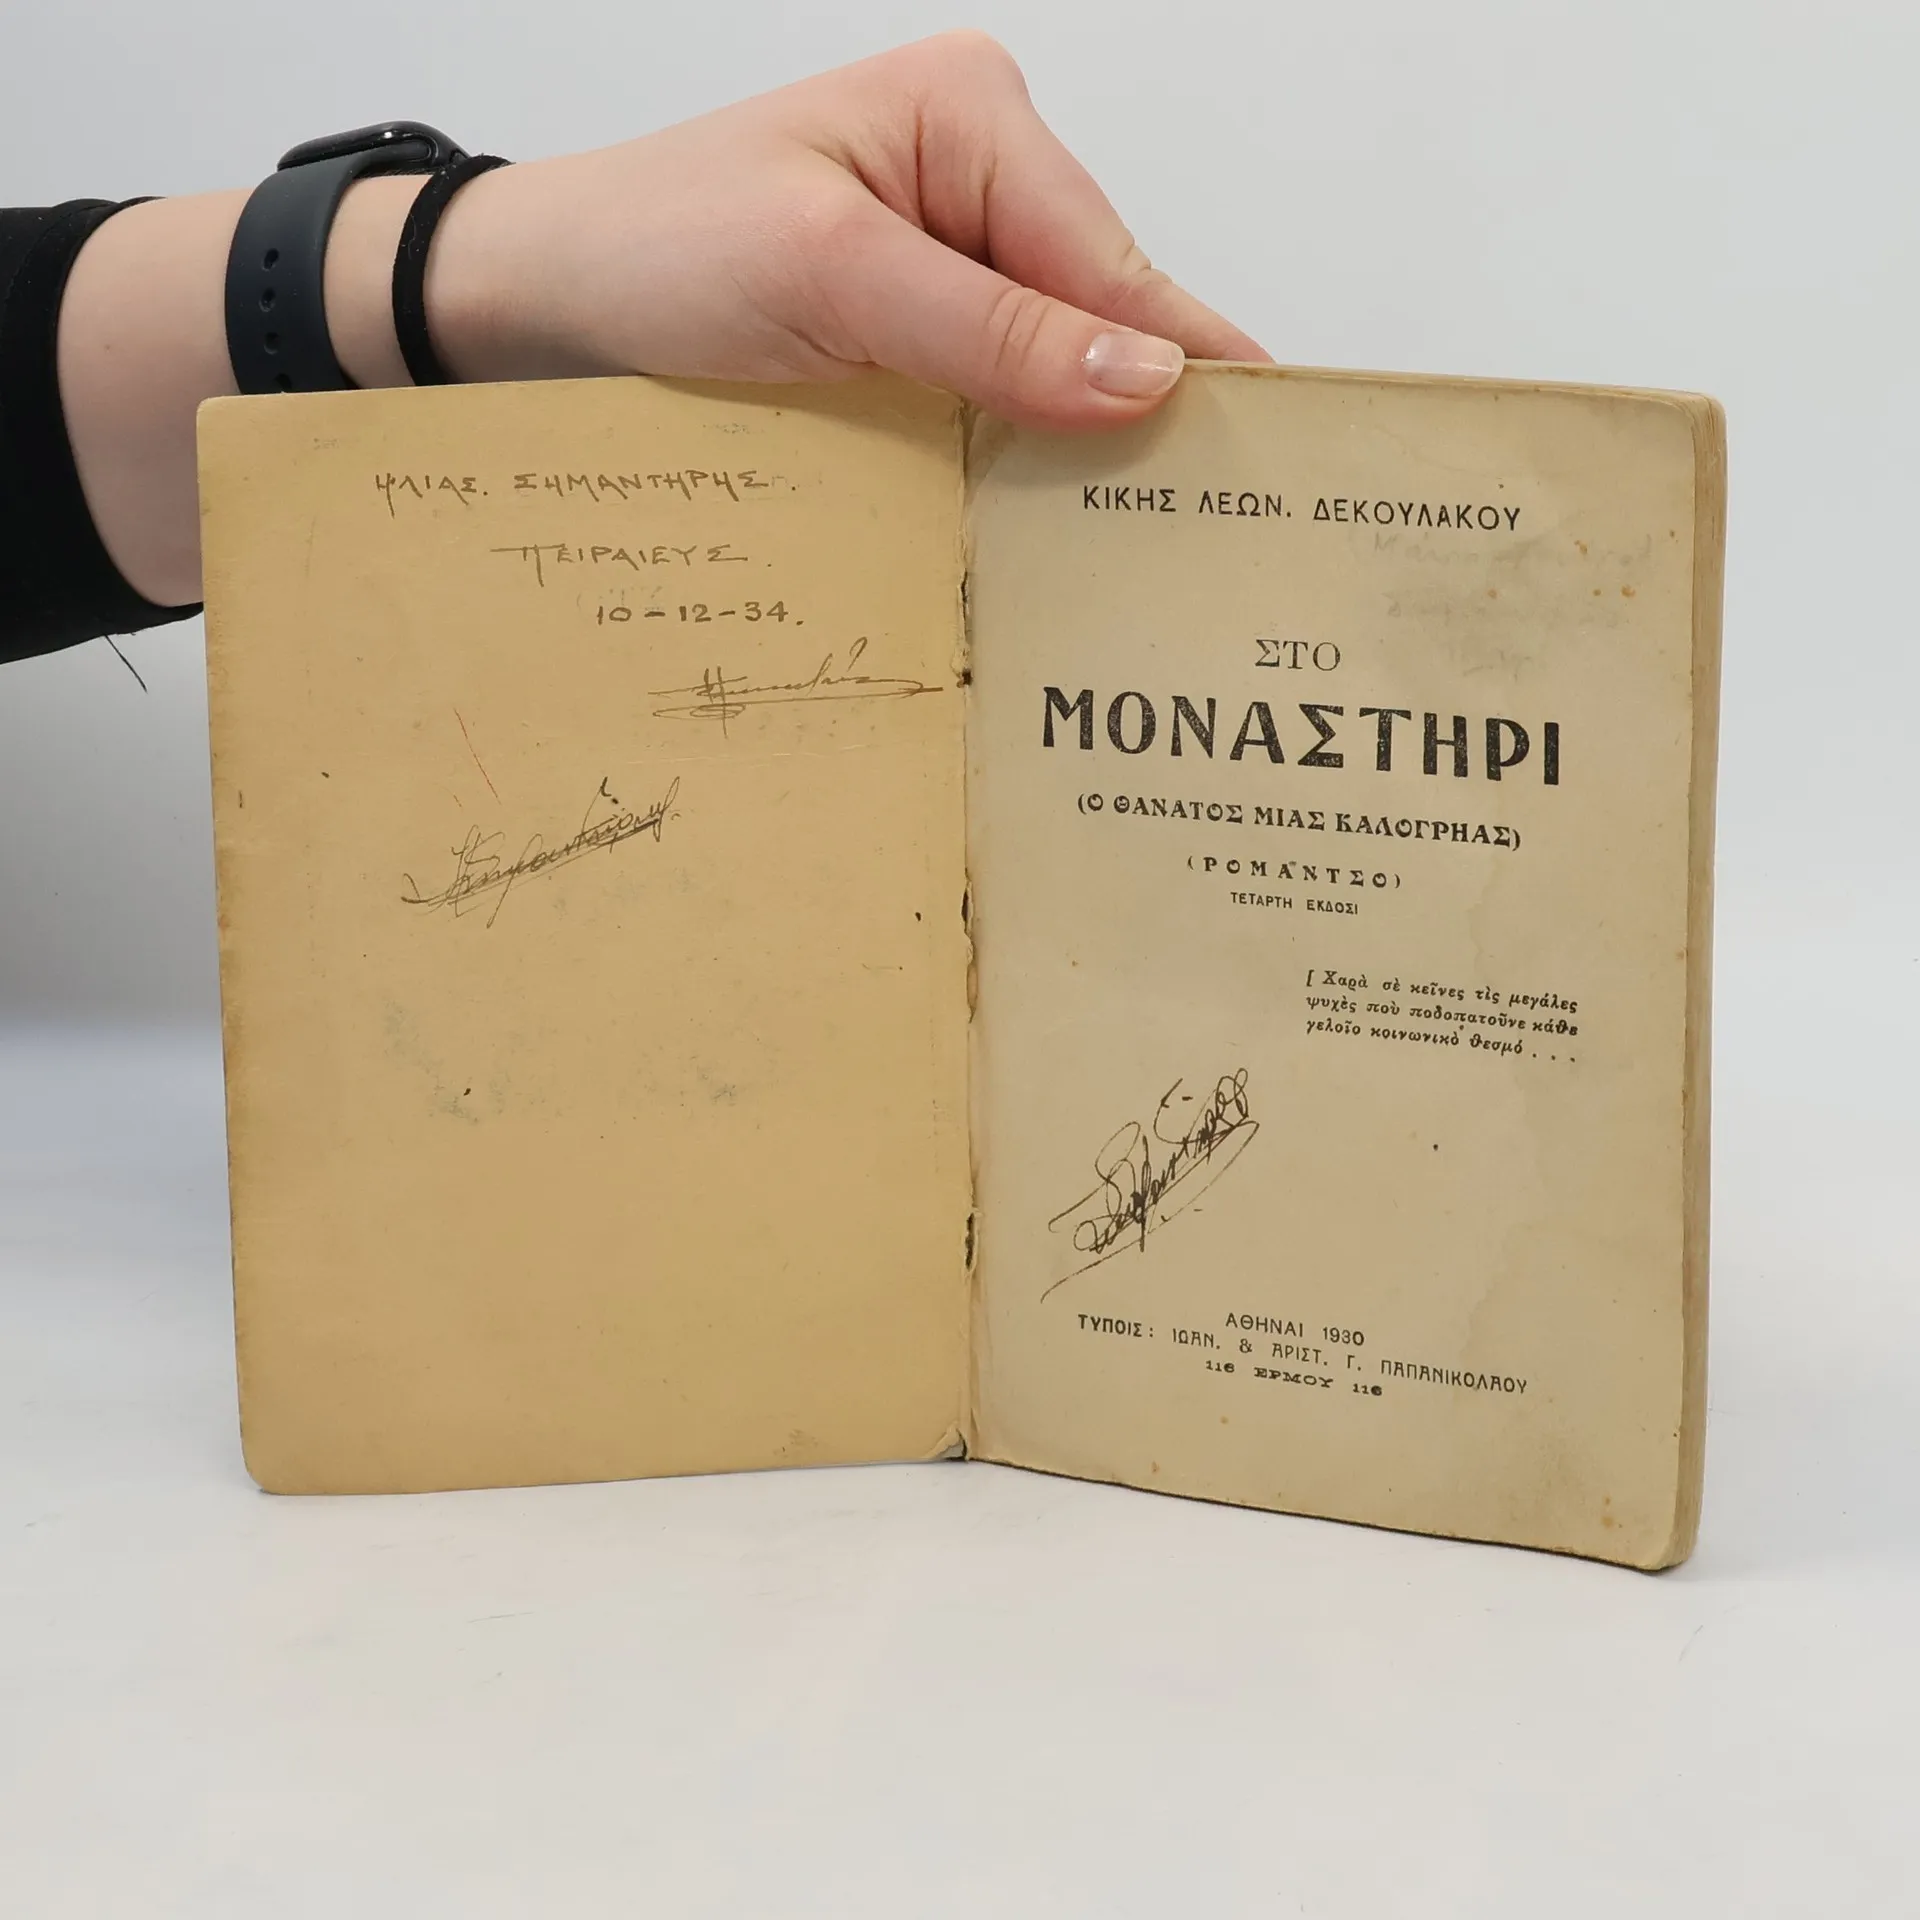 ΗΛΙΑΣ. ΣΗΜΑΝΤΗΡΗΣ.
ΠΕΙΡΑΙΕΥΣ.
10-12-34.
ΚΙΚΗΣ ΛΕΩΝ. ΔΕΚΟΥΛΑΚΟΥ
ΣΤΟ
ΜΟΝΑΣΤΗΡΙ
(Ο ΘΑΝΑΤΟΣ ΜΙΑΣ ΚΑΛΟΓΡΗΑΣ)
(ΡΟΜΑΝΤΣΟ)
ΤΕΤΑΡΤΗ ΕΚΔΟΣΙ
[ Χαρὰ σὲ κεῖνες τὶς μεγάλες
ψυχὲς ποὺ ποδοπατοῦνε κάθε
γελοῖο κοινωνικὸ θεσμό . . .
ΑΘΗΝΑΙ 1930
ΤΥΠΟΙΣ: ΙΩΑΝ. & ΑΡΙΣΤ. Γ. ΠΑΠΑΝΙΚΟΛΑΟΥ
116 ΕΡΜΟΥ 116